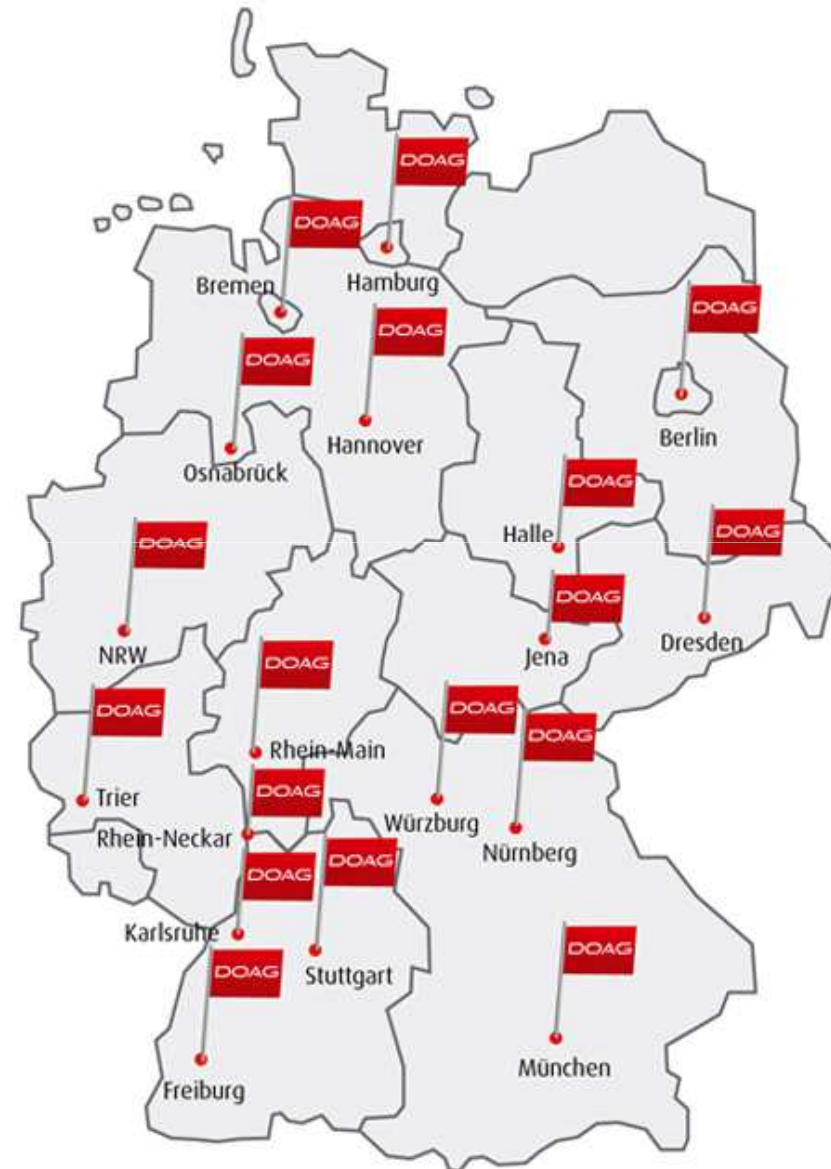 DOAG
Hamburg
DOAG
Bremen
DOAG
Hannover
DOAG
Osnabrück
DOAG
Berlin
DOAG
Halle
DOAG
Dresden
DOAG
NRW
DOAG
Jena
DOAG
Rhein-Main
DOAG
Trier
DOAG
Würzburg
DOAG
Nürnberg
DOAG
Rhein-Neckar
DOAG
Karlsruhe
DOAG
Stuttgart
DOAG
Freiburg
DOAG
München